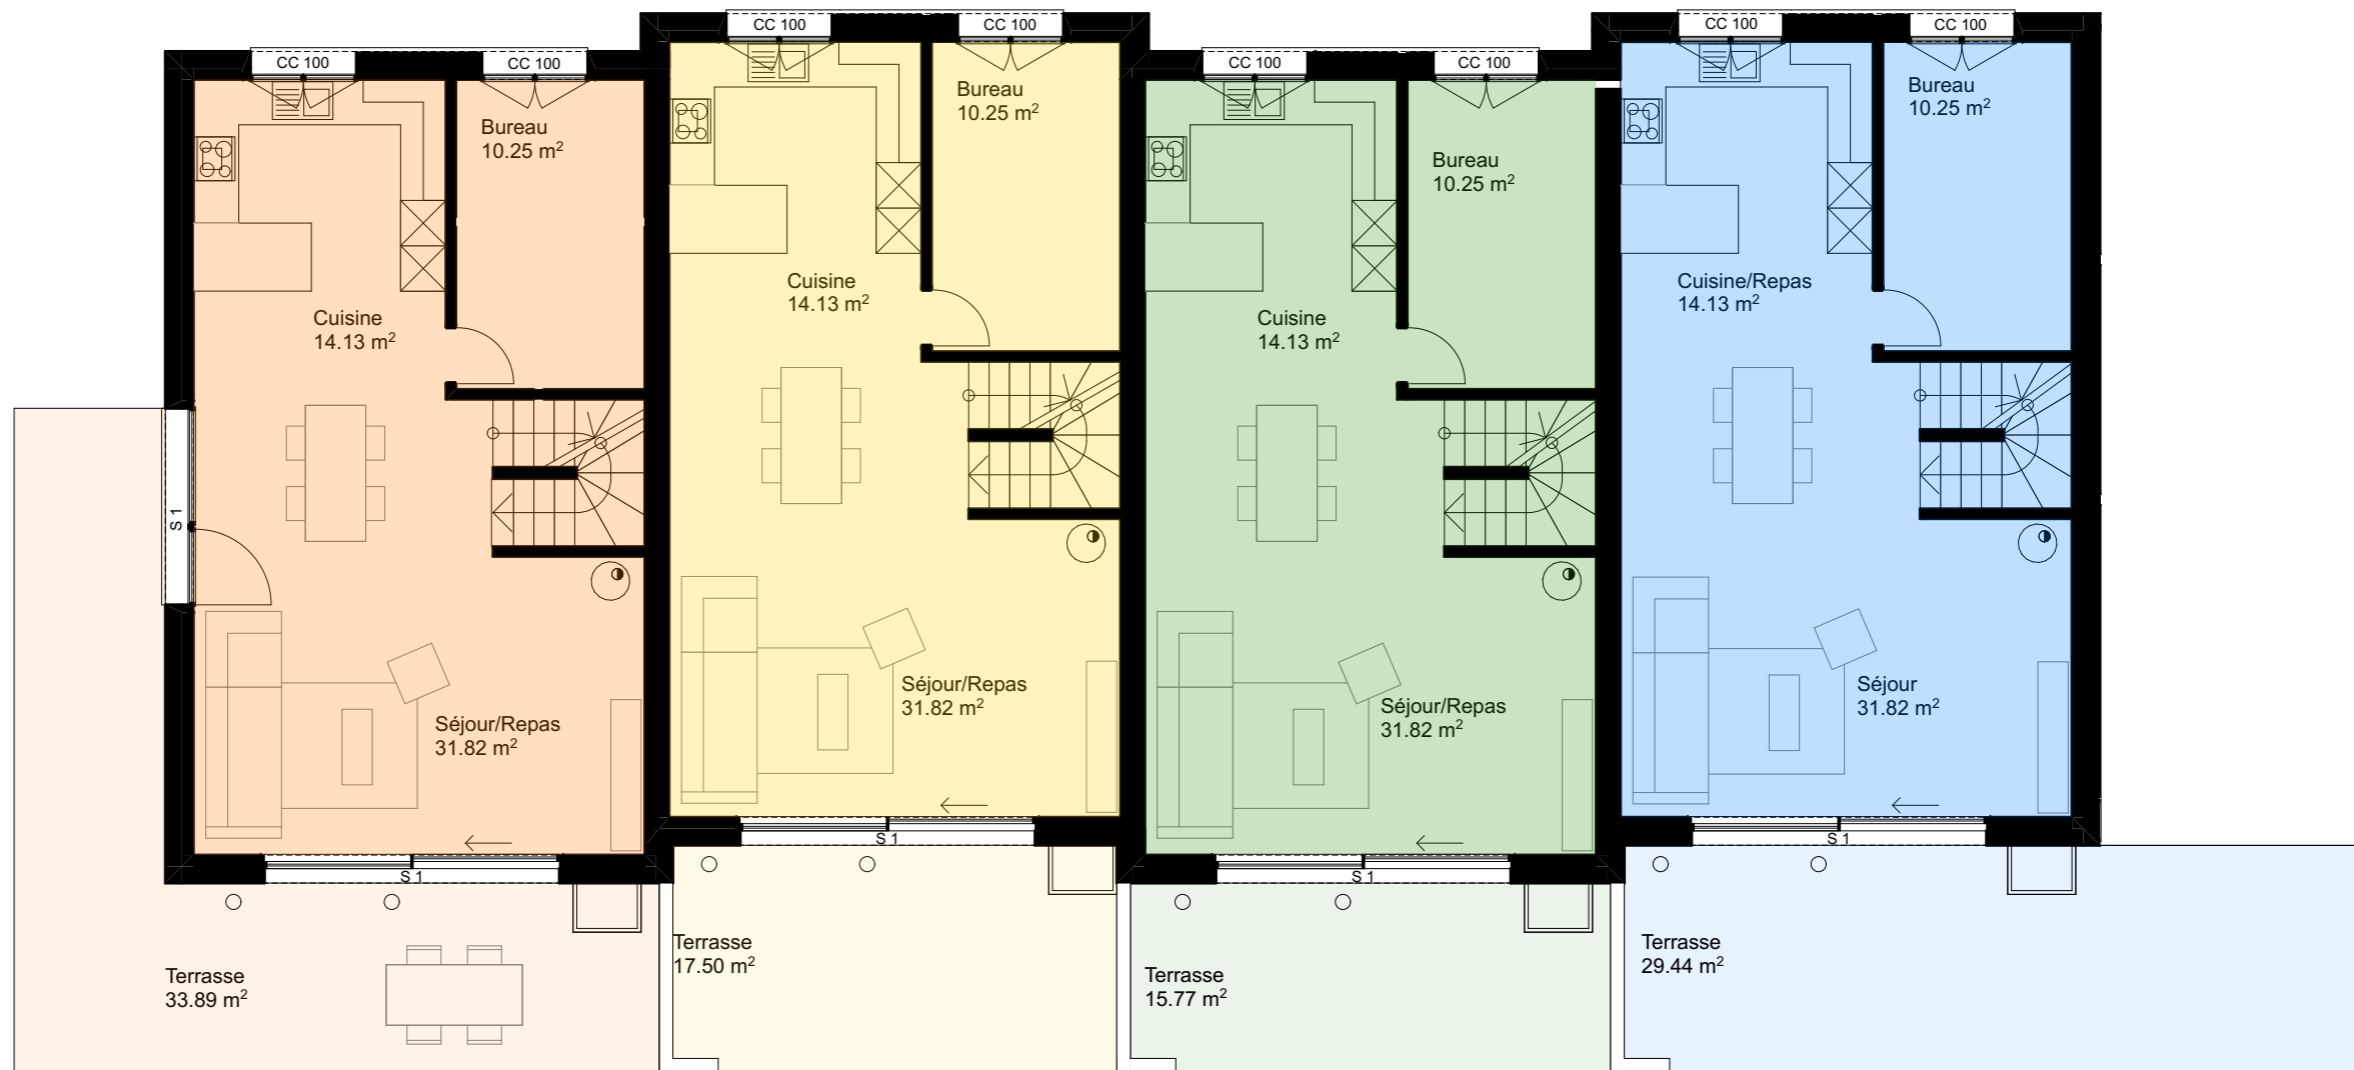 CC 100
CC 100
CC 100
CC 100
CC 100
CC 100
CC 100
CC 100
Bureau
10.25 m²
Cuisine
14.13 m²
S 1
Séjour/Repas
31.82 m²
S 1
Terrasse
33.89 m²
Bureau
10.25 m²
Cuisine
14.13 m²
Séjour/Repas
31.82 m²
S 1
Terrasse
17.50 m²
Bureau
10.25 m²
Cuisine
14.13 m²
Séjour/Repas
31.82 m²
S 1
Terrasse
15.77 m²
Bureau
10.25 m²
Cuisine/Repas
14.13 m²
Séjour
31.82 m²
S 1
Terrasse
29.44 m²